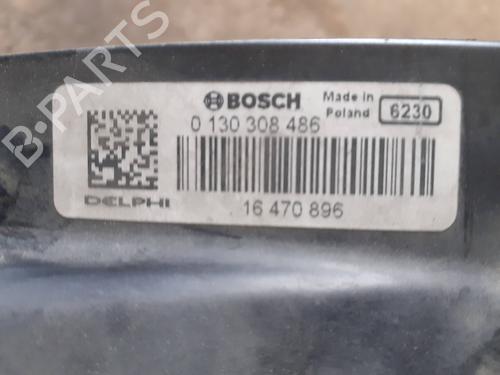 B-PARTS
BOSCH
Made in
Poland
6230
0 130 308 486
DELPHI
16 470 896